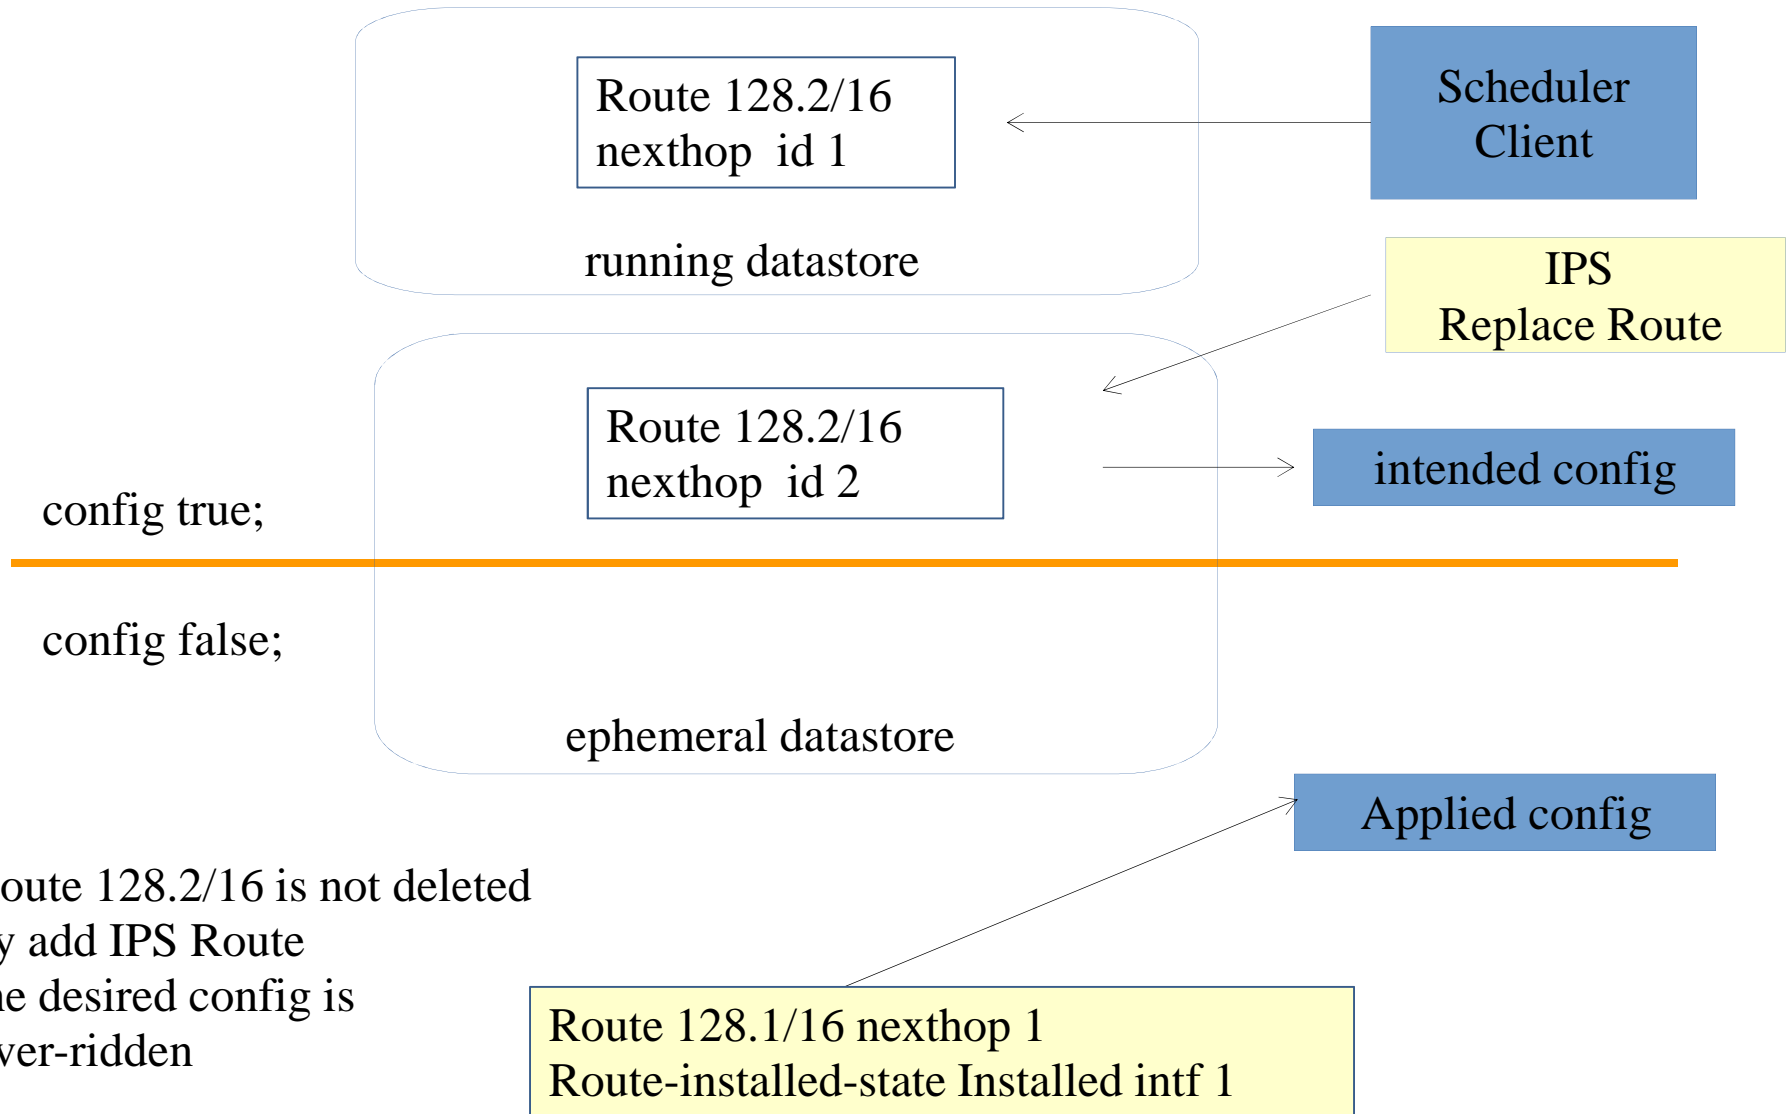 Route 128.2/16
nexthop id 1
running datastore
Scheduler
Client
IPS
Replace Route
Route 128.2/16
nexthop id 2
intended config
config true;
config false;
ephemeral datastore
Applied config
oute 128.2/16 is not deleted
y add IPS Route
ne desired config is
ver-ridden
Route 128.1/16 nexthop 1
Route-installed-state Installed intf 1